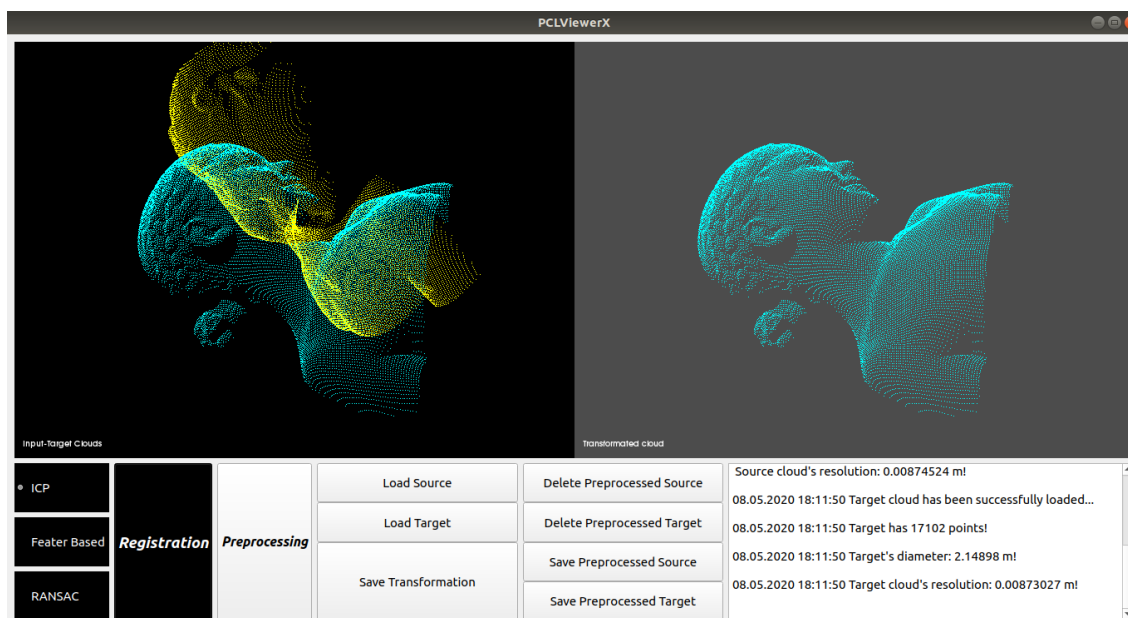 PCLViewerX
Input-Target Clouds
Transformated cloud
ICP
Feater Based
RANSAC
Registration
Preprocessing
Load Source
Load Target
Save Transformation
Delete Preprocessed Source
Delete Preprocessed Target
Save Preprocessed Source
Save Preprocessed Target
Source cloud's resolution: 0.00874524 m!
08.05.2020 18:11:50 Target cloud has been successfully loaded...
08.05.2020 18:11:50 Target has 17102 points!
08.05.2020 18:11:50 Target's diameter: 2.14898 m!
08.05.2020 18:11:50 Target cloud's resolution: 0.00873027 m!